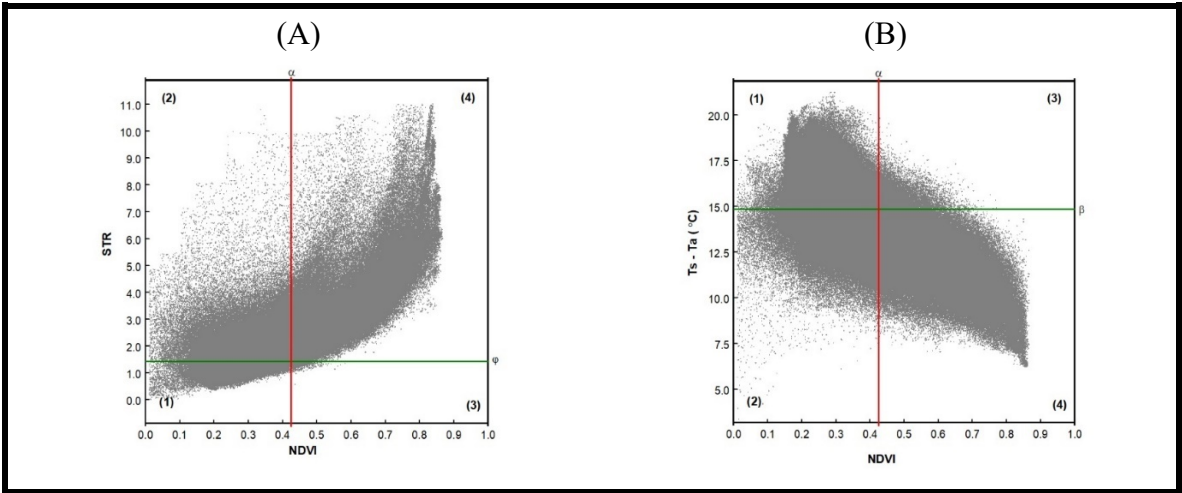 (A)
α
(2) (4)
11.0
10.0
9.0
8.0
7.0
6.0
5.0
4.0
3.0
2.0
1.0
0.0
STR
φ
(1) (3)
0.0 0.1 0.2 0.3 0.4 0.5 0.6 0.7 0.8 0.9 1.0
NDVI
(B)
α
(1) (3)
20.0
17.5
15.0
12.5
10.0
7.5
5.0
Ts - Ta ( °C)
β
(2) (4)
0.0 0.1 0.2 0.3 0.4 0.5 0.6 0.7 0.8 0.9 1.0
NDVI